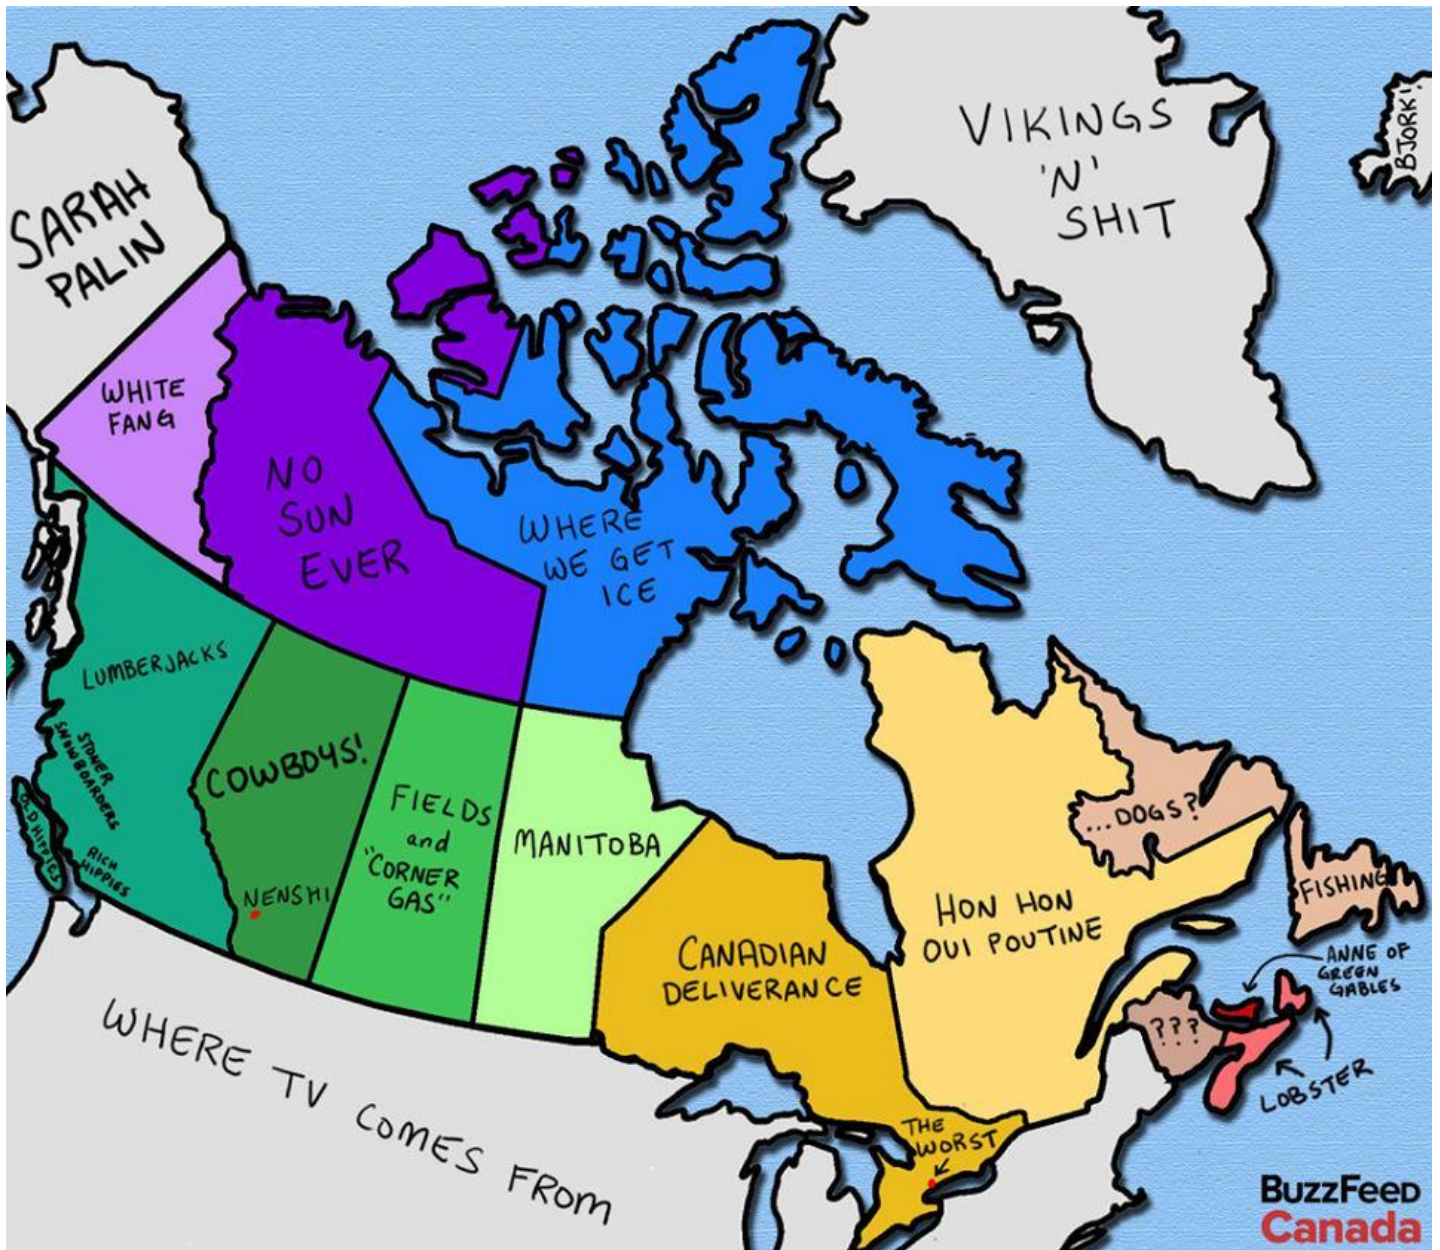 SARAH
PALIN
VIKINGS
'N'
SHIT
BJORK!
WHITE
FANG
NO
SUN
EVER
WHERE
WE GET
ICE
LUMBERJACKS
STONER
SNOWBOARDERS
OLD HIPPIES
RICH
HIPPIES
COWBOYS!
NENSHI
FIELDS
and
"CORNER
GAS"
MANITOBA
CANADIAN
DELIVERANCE
THE
WORST
HON HON
OUI POUTINE
...DOGS?
FISHING
ANNE OF
GREEN
GABLES
???
LOBSTER
WHERE TV COMES FROM
BuzzFeed
Canada